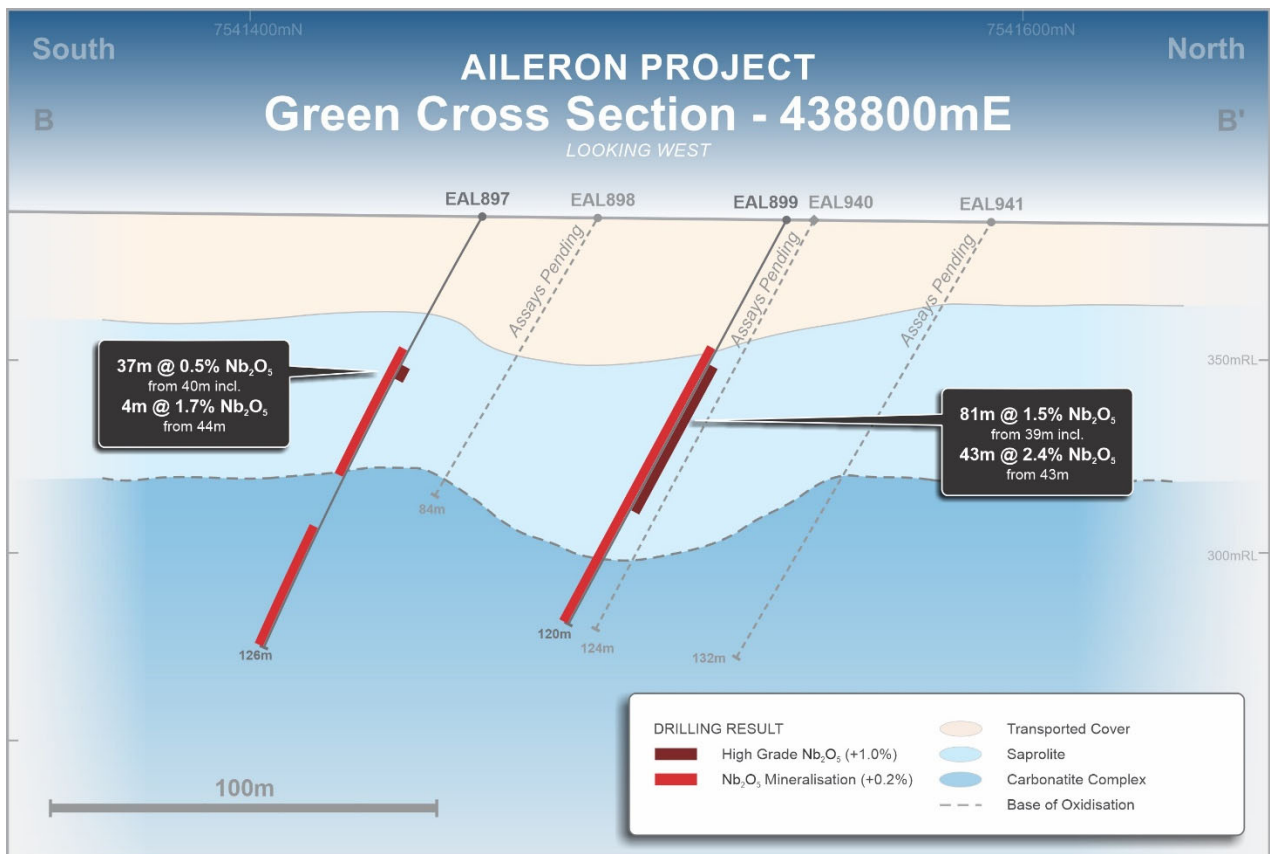 7541400mN
7541600mN
South
North
AILERON PROJECT
B
Green Cross Section - 438800mE
B'
LOOKING WEST
EAL897
EAL898
EAL899
EAL940
EAL941
Assays Pending
Assays Pending
Assays Pending
37m @ 0.5% Nb₂O₅
from 40m incl.
4m @ 1.7% Nb₂O₅
from 44m
350mRL
81m @ 1.5% Nb₂O₅
from 39m incl.
43m @ 2.4% Nb₂O₅
from 43m
84m
300mRL
126m
120m
124m
132m
DRILLING RESULT
High Grade Nb₂O₅ (+1.0%)
Nb₂O₅ Mineralisation (+0.2%)
Transported Cover
Saprolite
Carbonatite Complex
Base of Oxidisation
100m